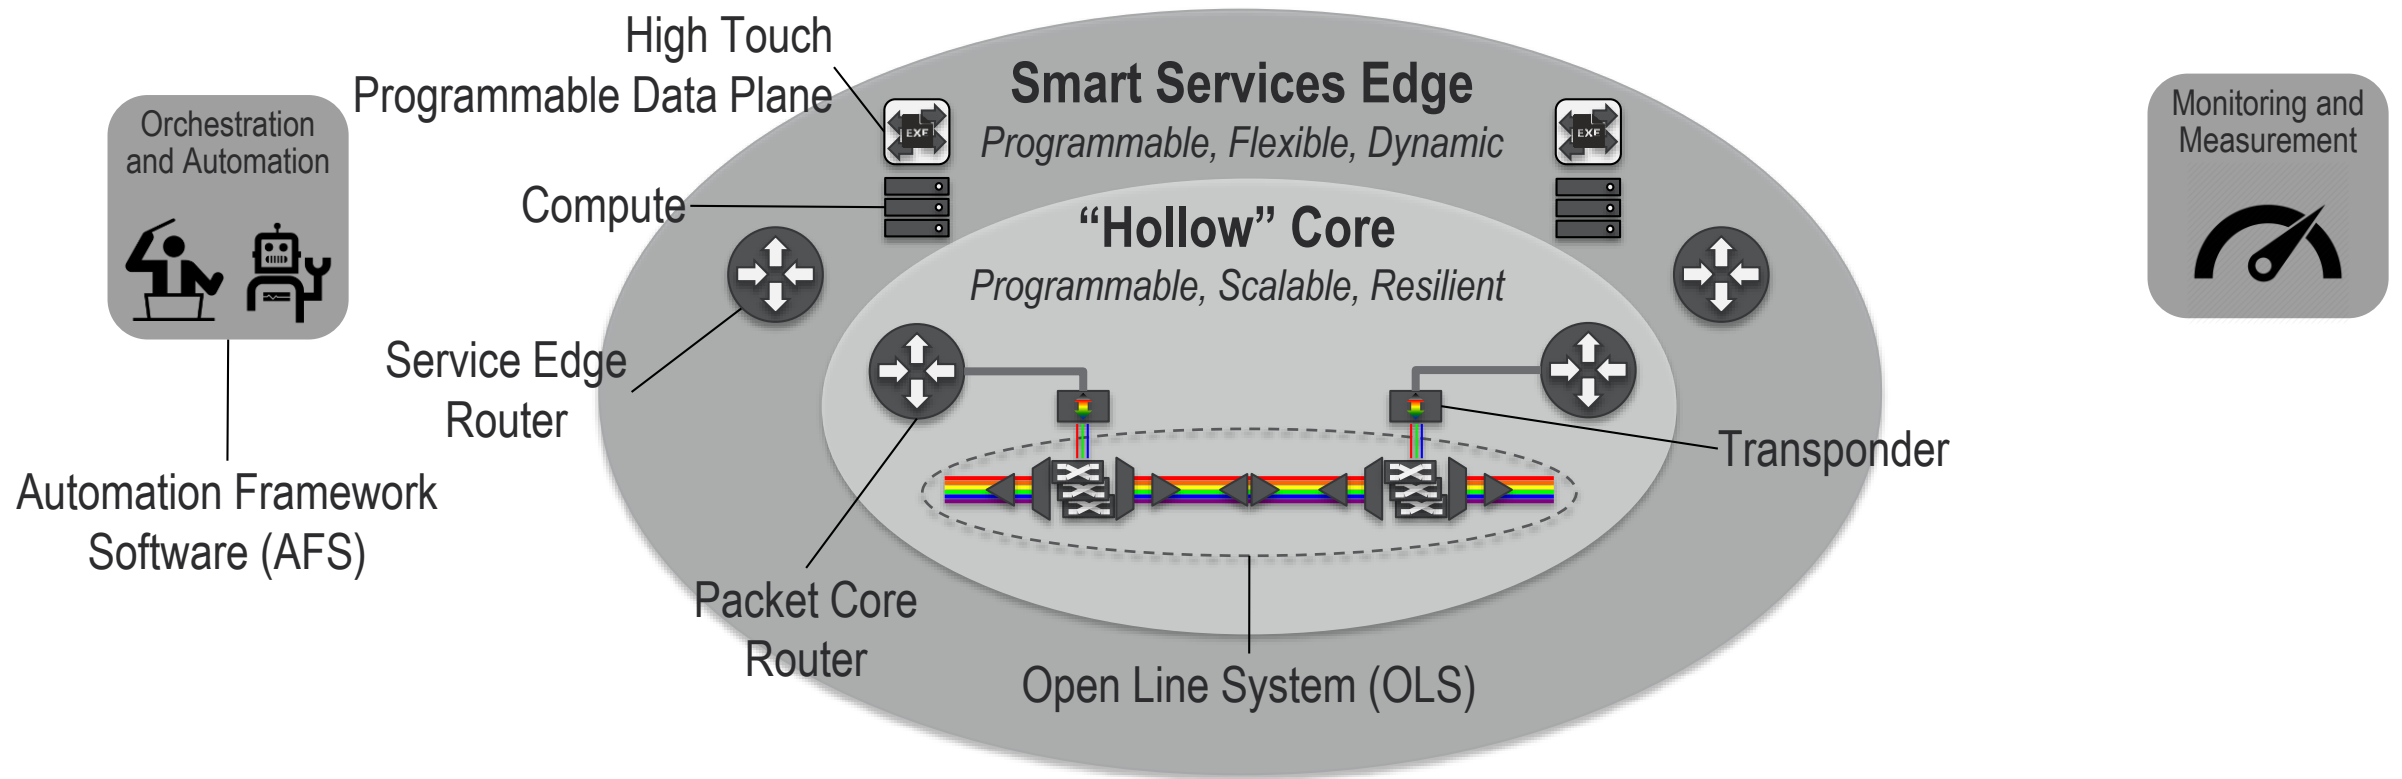 High Touch
Programmable Data Plane
Smart Services Edge
Programmable, Flexible, Dynamic
Orchestration
and Automation
Monitoring and
Measurement
EXF
EXF
Compute
“Hollow” Core
Programmable, Scalable, Resilient
Service Edge
Router
Transponder
Automation Framework
Software (AFS)
Packet Core
Router
Open Line System (OLS)